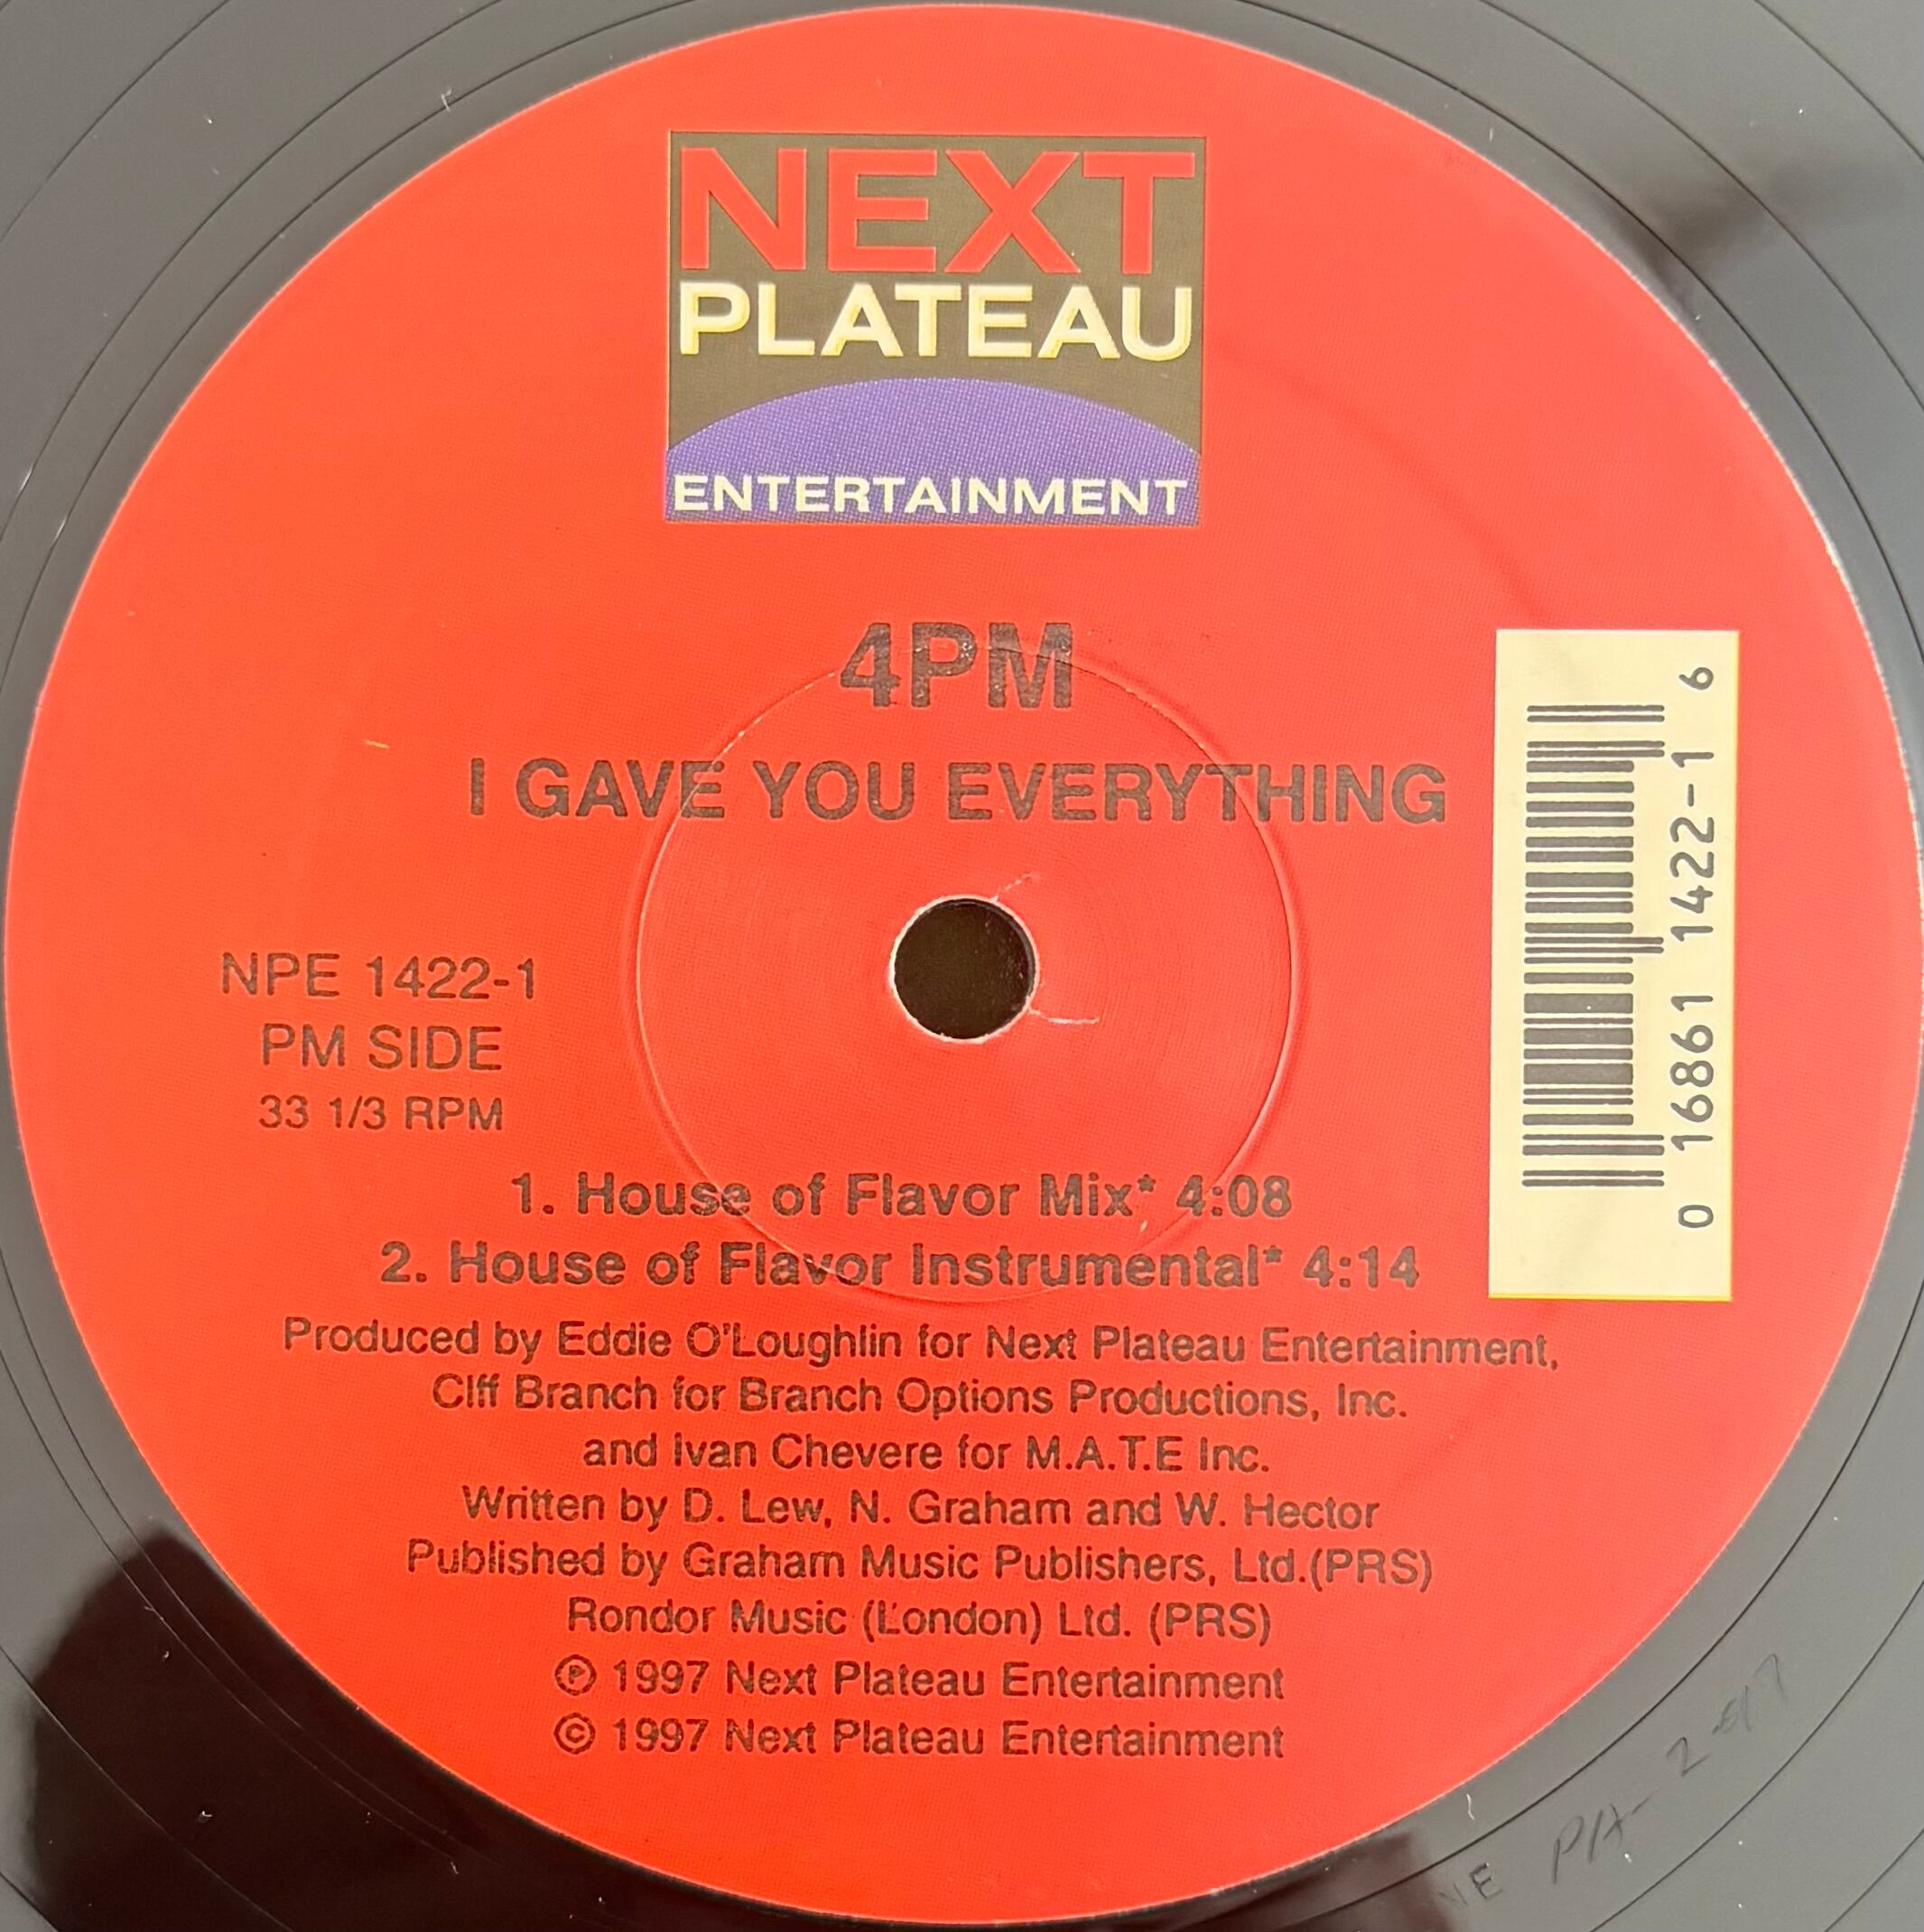 NEXT
PLATEAU
ENTERTAINMENT
4PM
I GAVE YOU EVERYTHING
NPE 1422-1
PM SIDE
33 1/3 RPM
0 16861 1422-1 6
1. House of Flavor Mix* 4:08
2. House of Flavor Instrumental* 4:14
Produced by Eddie O'Loughlin for Next Plateau Entertainment,
Cliff Branch for Branch Options Productions, Inc.
and Ivan Chevere for M.A.T.E Inc.
Written by D. Lew, N. Graham and W. Hector
Published by Graham Music Publishers, Ltd.(PRS)
Rondor Music (London) Ltd. (PRS)
℗ 1997 Next Plateau Entertainment
© 1997 Next Plateau Entertainment